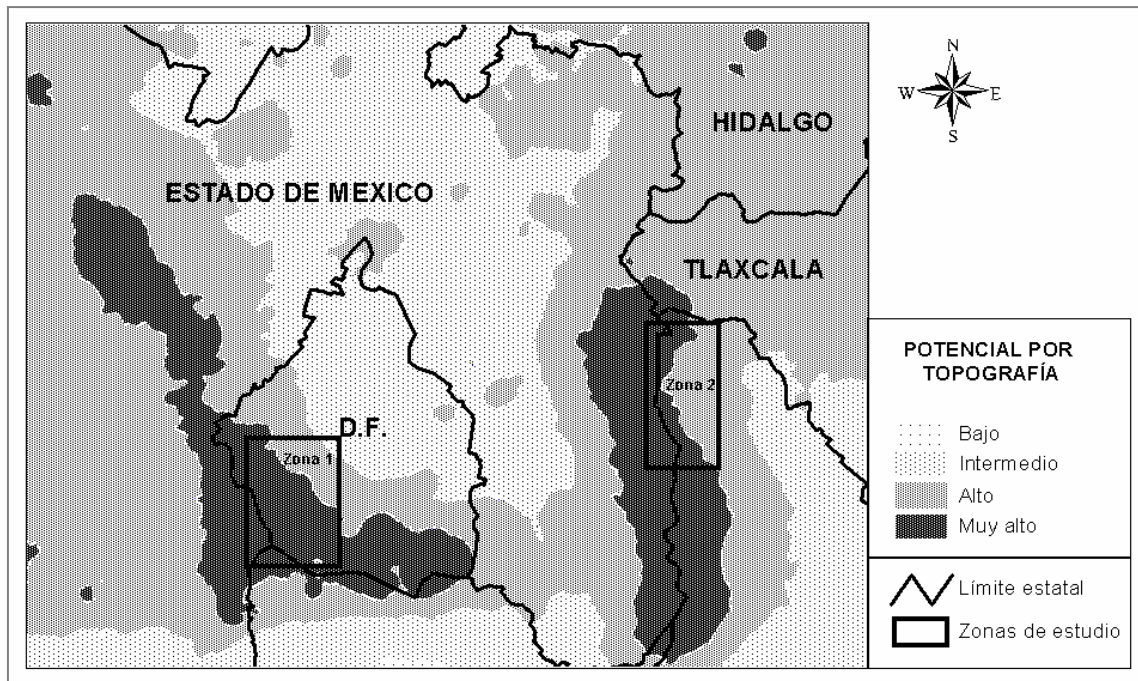 N
W E
S
HIDALGO
ESTADO DE MEXICO
TLAXCALA
Zona 2
D.F.
Zona 1
POTENCIAL POR
TOPOGRAFÍA
Bajo
Intermedio
Alto
Muy alto
Límite estatal
Zonas de estudio